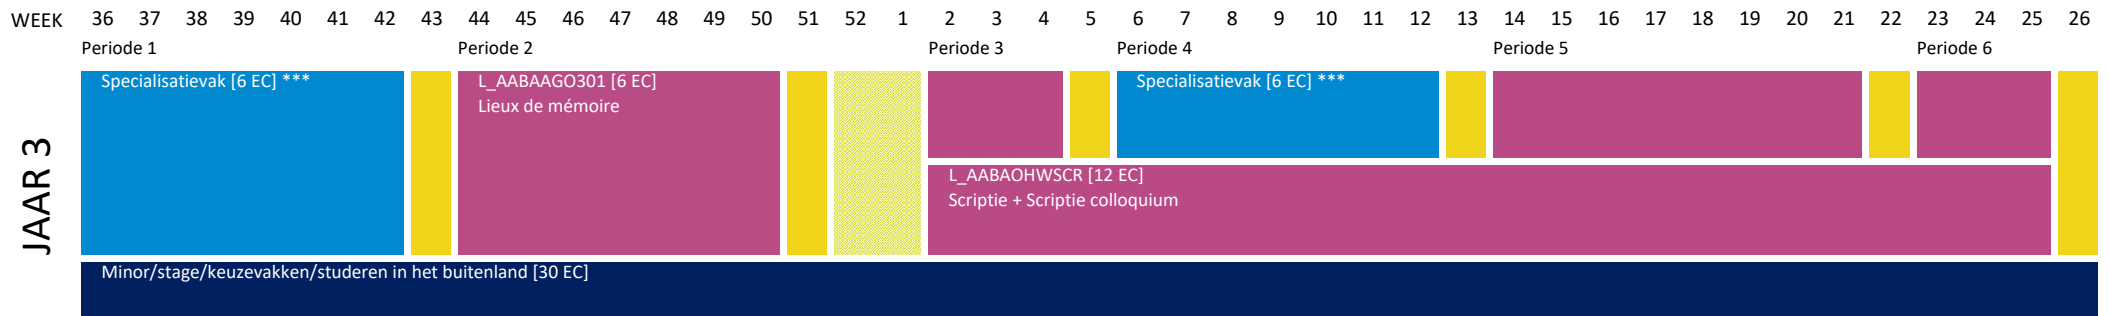 WEEK 36 37 38 39 40 41 42 43 44 45 46 47 48 49 50 51 52 1 2 3 4 5 6 7 8 9 10 11 12 13 14 15 16 17 18 19 20 21 22 23 24 25 26
Periode 1 Periode 2 Periode 3 Periode 4 Periode 5 Periode 6
JAAR 3
Specialisatievak [6 EC] ***
L_AABAAGO301 [6 EC]
Lieux de mémoire
Specialisatievak [6 EC] ***
L_AABAOHWSCR [12 EC]
Scriptie + Scriptie colloquium
Minor/stage/keuzevakken/studeren in het buitenland [30 EC]